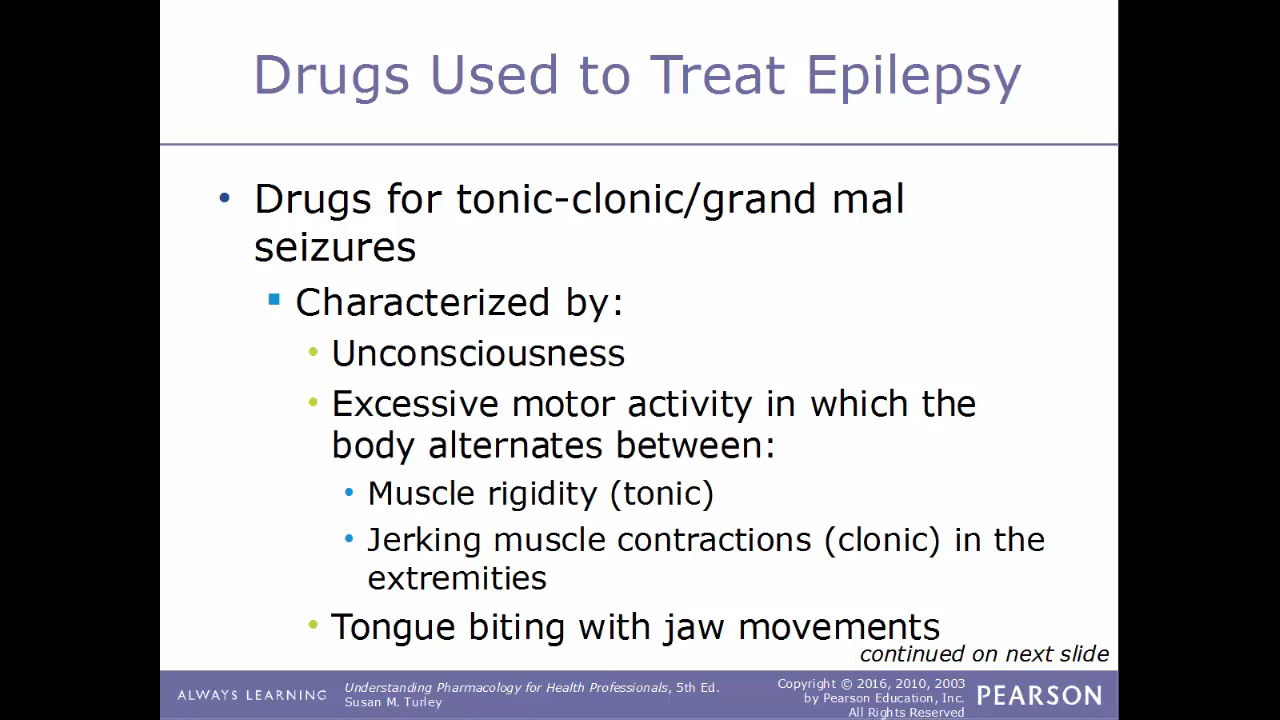 Drugs Used to Treat Epilepsy
• Drugs for tonic-clonic/grand mal
seizures
▪ Characterized by:
• Unconsciousness
• Excessive motor activity in which the
body alternates between:
• Muscle rigidity (tonic)
• Jerking muscle contractions (clonic) in the
extremities
• Tongue biting with jaw movements
continued on next slide
ALWAYS LEARNING
Understanding Pharmacology for Health Professionals, 5th Ed.
Susan M. Turley
Copyright © 2016, 2010, 2003
by Pearson Education, Inc.
All Rights Reserved
PEARSON